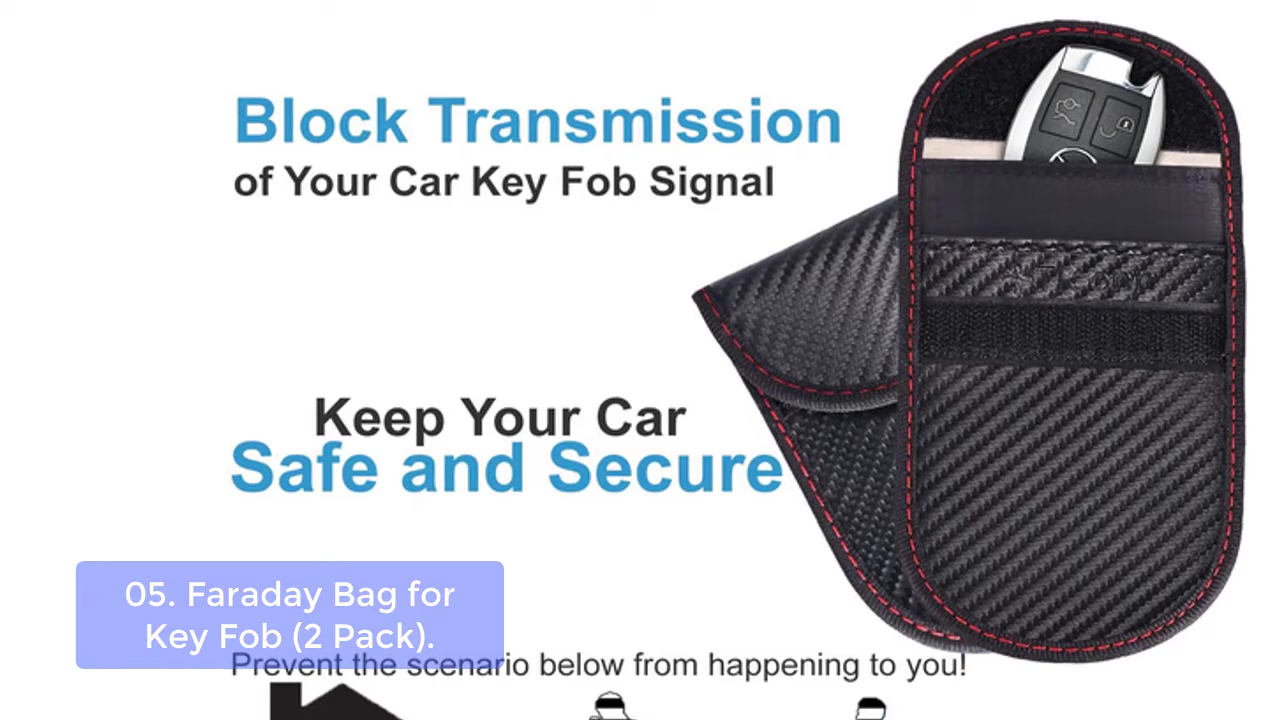 Block Transmission
of Your Car Key Fob Signal
Keep Your Car
Safe and Secure
05. Faraday Bag for
Key Fob (2 Pack).
Prevent the scenario below from happening to you!